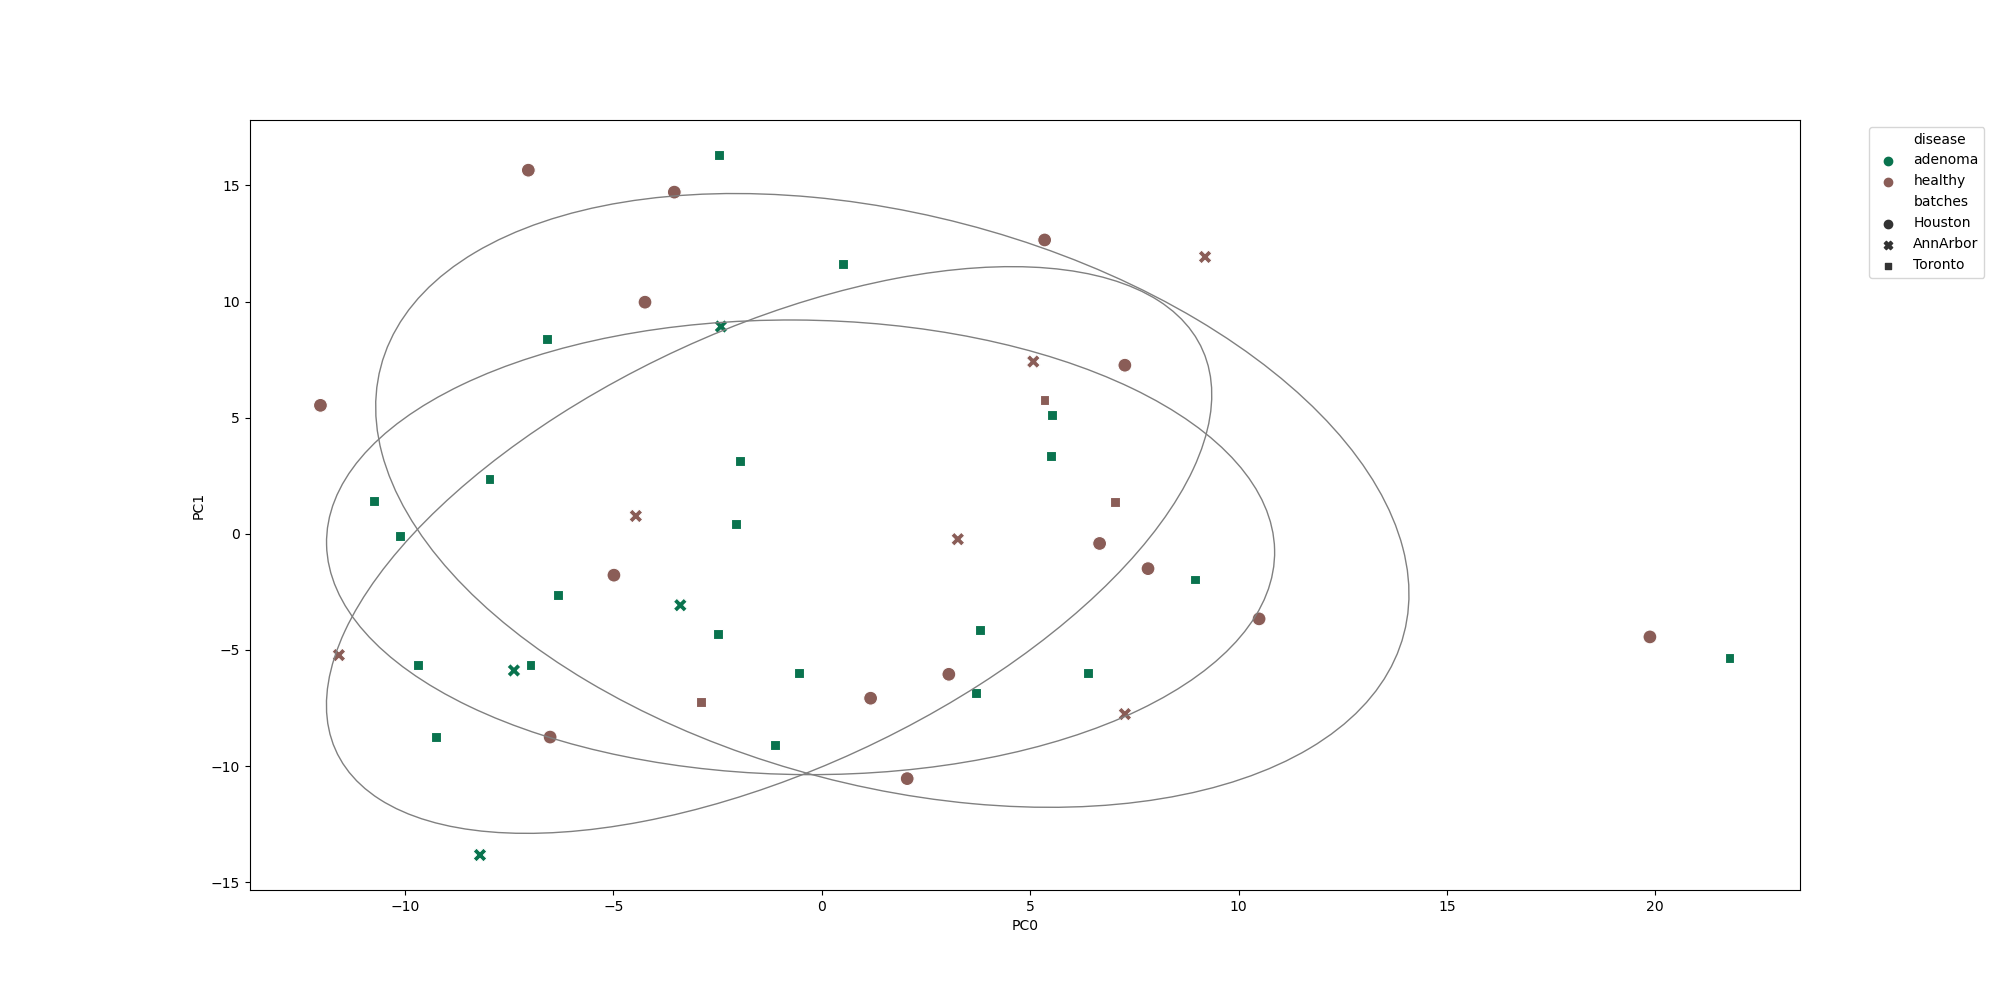 disease
adenoma
healthy
batches
Houston
AnnArbor
Toronto
15
10
5
0
−5
−10
−15
PC1
−10 −5 0 5 10 15 20
PC0